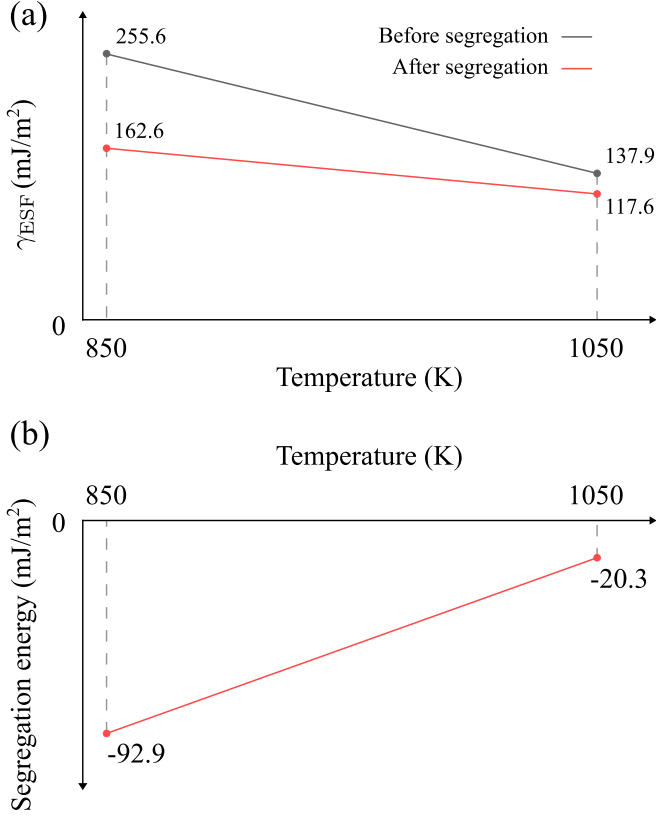 (a)
255.6
Before segregation
After segregation
162.6
137.9
117.6
γESF (mJ/m²)
0
850
1050
Temperature (K)
(b)
Temperature (K)
850
1050
0
-20.3
Segregation energy (mJ/m²)
-92.9